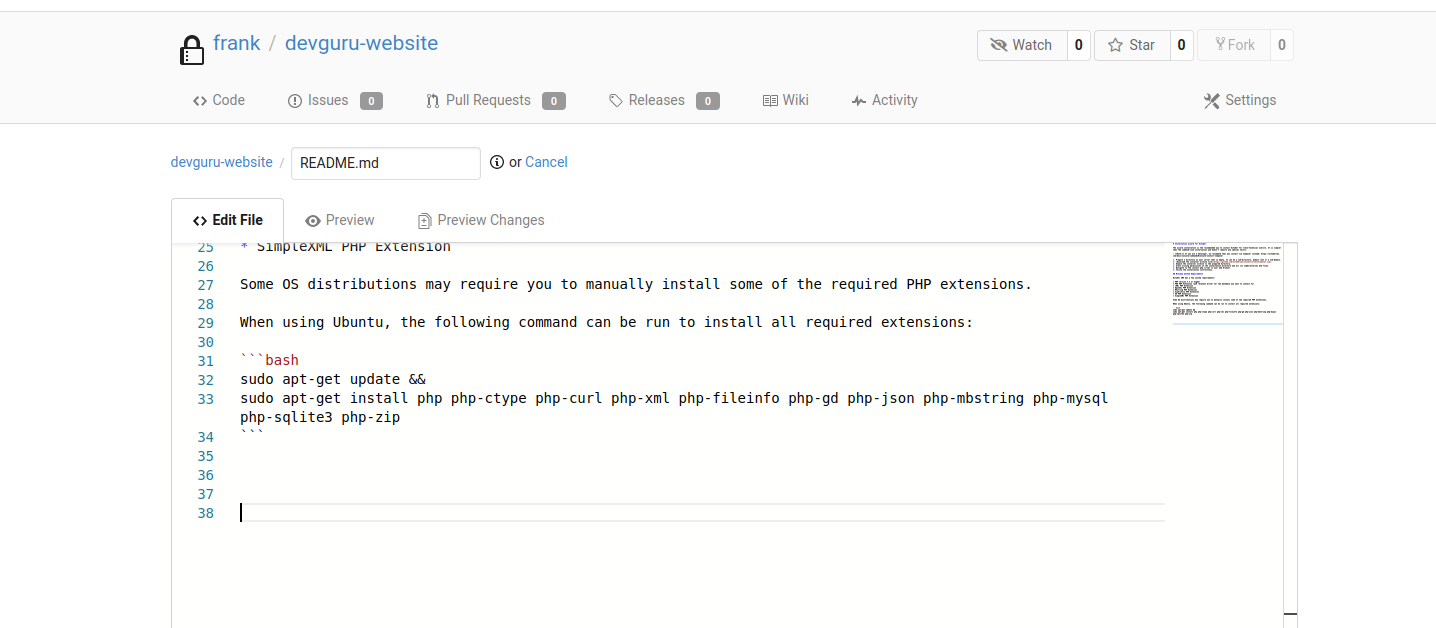 frank / devguru-website
Watch 0 Star 0 Fork 0
Code Issues 0 Pull Requests 0 Releases 0 Wiki Activity Settings
devguru-website / README.md or Cancel
Edit File Preview Preview Changes
25 * SimpleXML PHP Extension
26
27 Some OS distributions may require you to manually install some of the required PHP extensions.
28
29 When using Ubuntu, the following command can be run to install all required extensions:
30
31 ```bash
32 sudo apt-get update &&
33 sudo apt-get install php php-ctype php-curl php-xml php-fileinfo php-gd php-json php-mbstring php-mysql
php-sqlite3 php-zip
34 ```
35
36
37
38